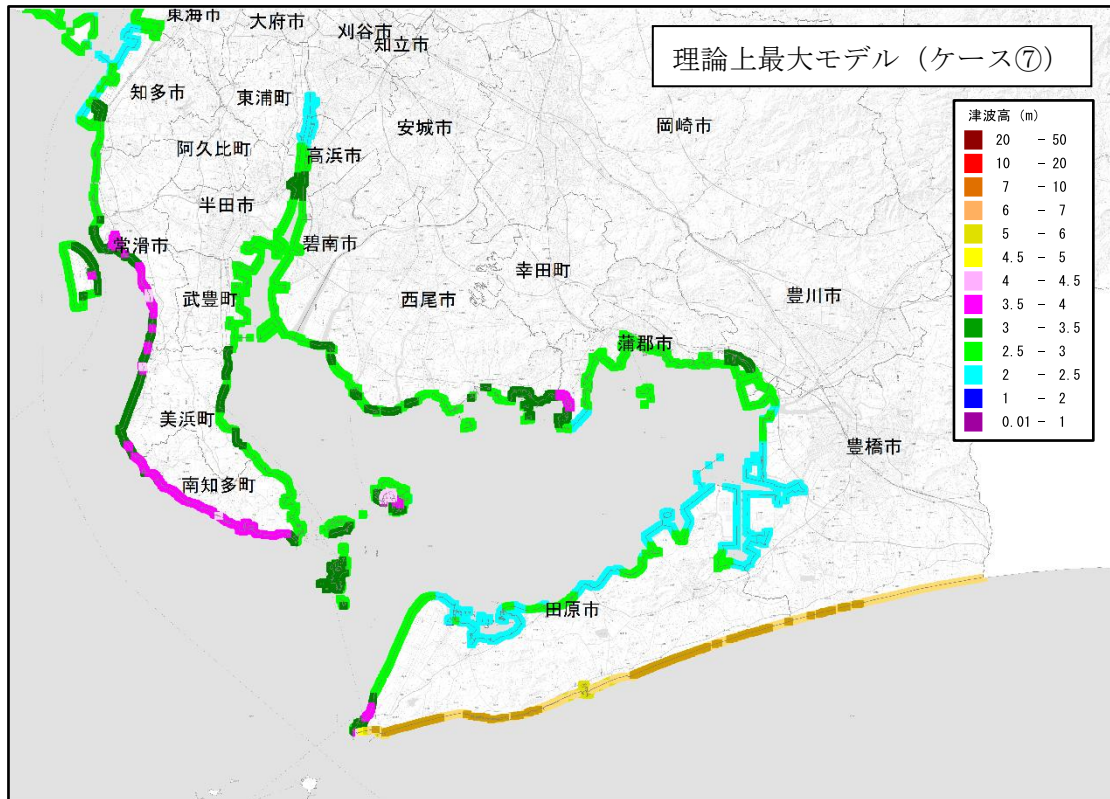 東海市
大府市
刈谷市
知立市
理論上最大モデル（ケース⑦）
知多市
東浦町
安城市
岡崎市
阿久比町
高浜市
半田市
常滑市
碧南市
武豊町
西尾市
幸田町
豊川市
蒲郡市
美浜町
豊橋市
南知多町
田原市
津波高 (m)
20 - 50
10 - 20
7 - 10
6 - 7
5 - 6
4.5 - 5
4 - 4.5
3.5 - 4
3 - 3.5
2.5 - 3
2 - 2.5
1 - 2
0.01 - 1